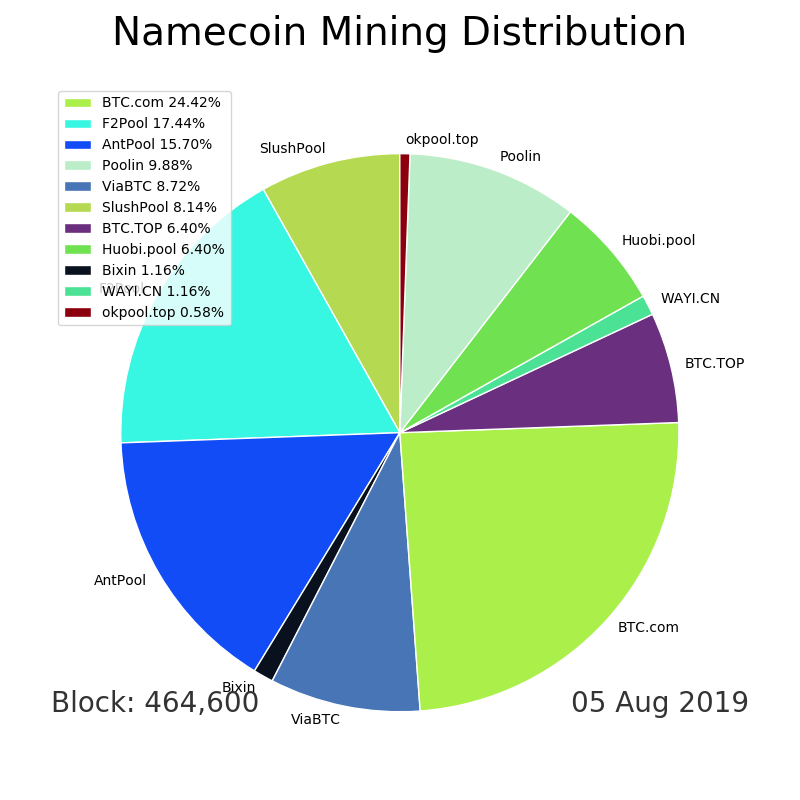 Namecoin Mining Distribution
BTC.com 24.42%
F2Pool 17.44%
AntPool 15.70%
Poolin 9.88%
ViaBTC 8.72%
SlushPool 8.14%
BTC.TOP 6.40%
Huobi.pool 6.40%
Bixin 1.16%
WAYI.CN 1.16%
okpool.top 0.58%
SlushPool
okpool.top
Poolin
Huobi.pool
WAYI.CN
BTC.TOP
BTC.com
ViaBTC
Bixin
AntPool
Block: 464,600
05 Aug 2019